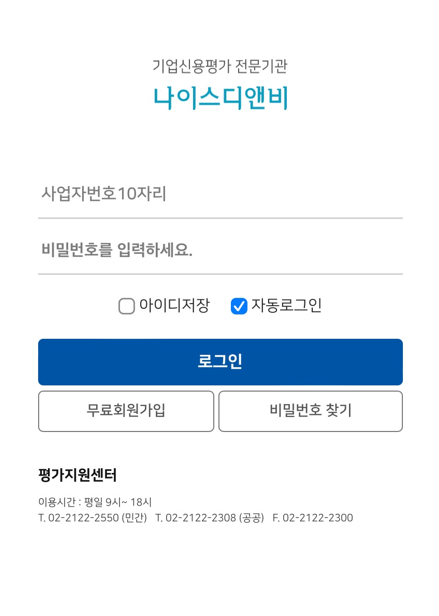 기업신용평가 전문기관
나이스디앤비
사업자번호10자리
비밀번호를 입력하세요.
아이디저장 자동로그인
로그인
무료회원가입 비밀번호 찾기
평가지원센터
이용시간 : 평일 9시~ 18시
T. 02-2122-2550 (민간) T. 02-2122-2308 (공공) F. 02-2122-2300